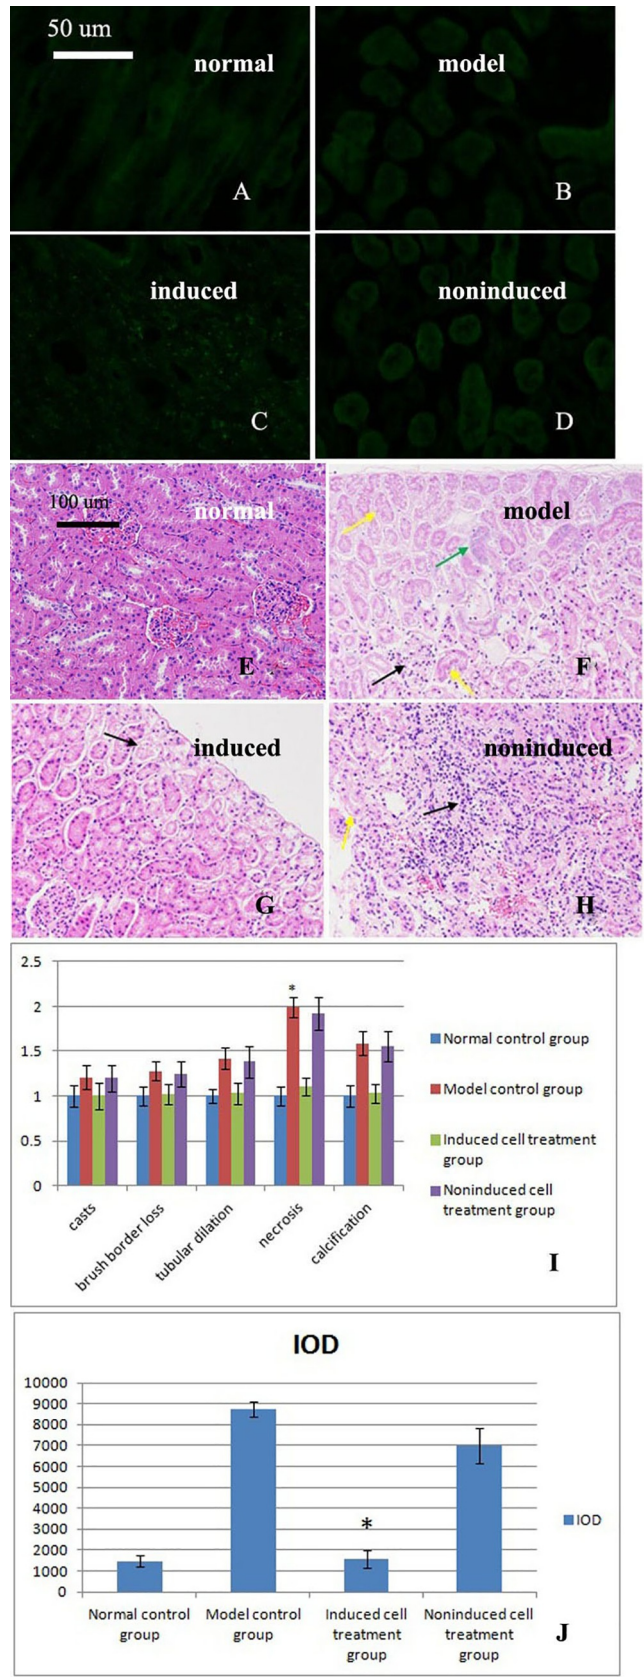 50 um
normal
model
A
B
induced
noninduced
C
D
100 um
normal
model
E
F
induced
noninduced
G
H
2.5
2
1.5
1
0.5
0
*
casts
brush border loss
tubular dilation
necrosis
calcification
Normal control group
Model control group
Induced cell treatment
group
Noninduced cell
treatment group
I
IOD
10000
9000
8000
7000
6000
5000
4000
3000
2000
1000
0
*
IOD
Normal control
group
Model control
group
Induced cell
treatment
group
Noninduced cell
treatment
group
J